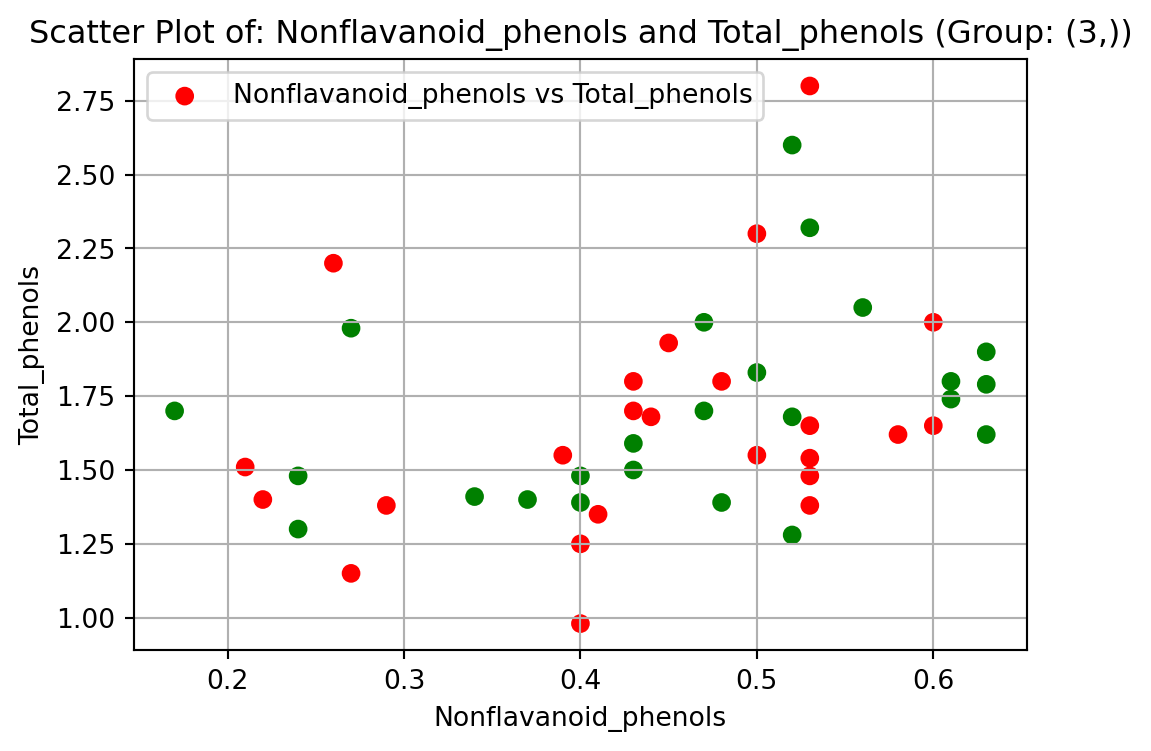 Scatter Plot of: Nonflavanoid_phenols and Total_phenols (Group: (3,))
Nonflavanoid_phenols vs Total_phenols
2.75
2.50
2.25
2.00
1.75
1.50
1.25
1.00
Total_phenols
0.2 0.3 0.4 0.5 0.6
Nonflavanoid_phenols